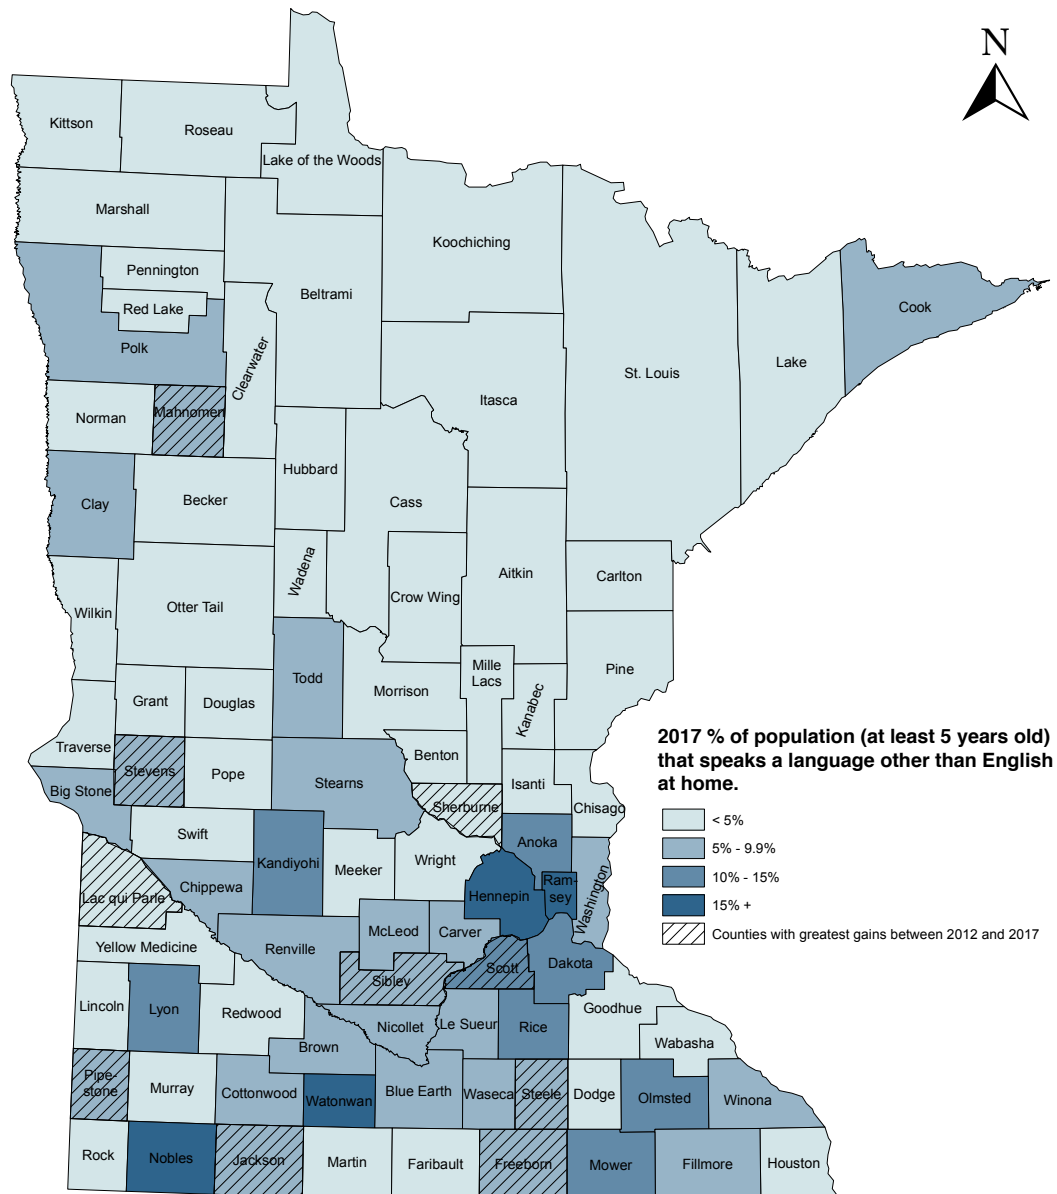 N
Kittson
Roseau
Lake of the Woods
Marshall
Koochiching
Pennington
Beltrami
Red Lake
Cook
Polk
Clearwater
St. Louis
Lake
Itasca
Mahnomen
Norman
Hubbard
Cass
Clay
Becker
Wadena
Aitkin
Carlton
Crow Wing
Otter Tail
Wilkin
Mille
Lacs
Pine
Todd
Morrison
Kanabec
Grant
Douglas
Traverse
Benton
Stevens
Pope
Stearns
Isanti
Big Stone
Sherburne
Chisago
Swift
Anoka
Kandiyohi
Meeker
Wright
Ram-
sey
Chippewa
Hennepin
Washington
Lac qui Parle
McLeod
Carver
Yellow Medicine
Renville
Scott
Dakota
Sibley
Lincoln
Lyon
Redwood
Goodhue
Nicollet
Le Sueur
Rice
Wabasha
Brown
Pipe-
stone
Murray
Cottonwood
Watonwan
Blue Earth
Waseca
Steele
Dodge
Olmsted
Winona
Rock
Nobles
Jackson
Martin
Faribault
Freeborn
Mower
Fillmore
Houston
2017 % of population (at least 5 years old)
that speaks a language other than English
at home.
< 5%
5% - 9.9%
10% - 15%
15% +
Counties with greatest gains between 2012 and 2017